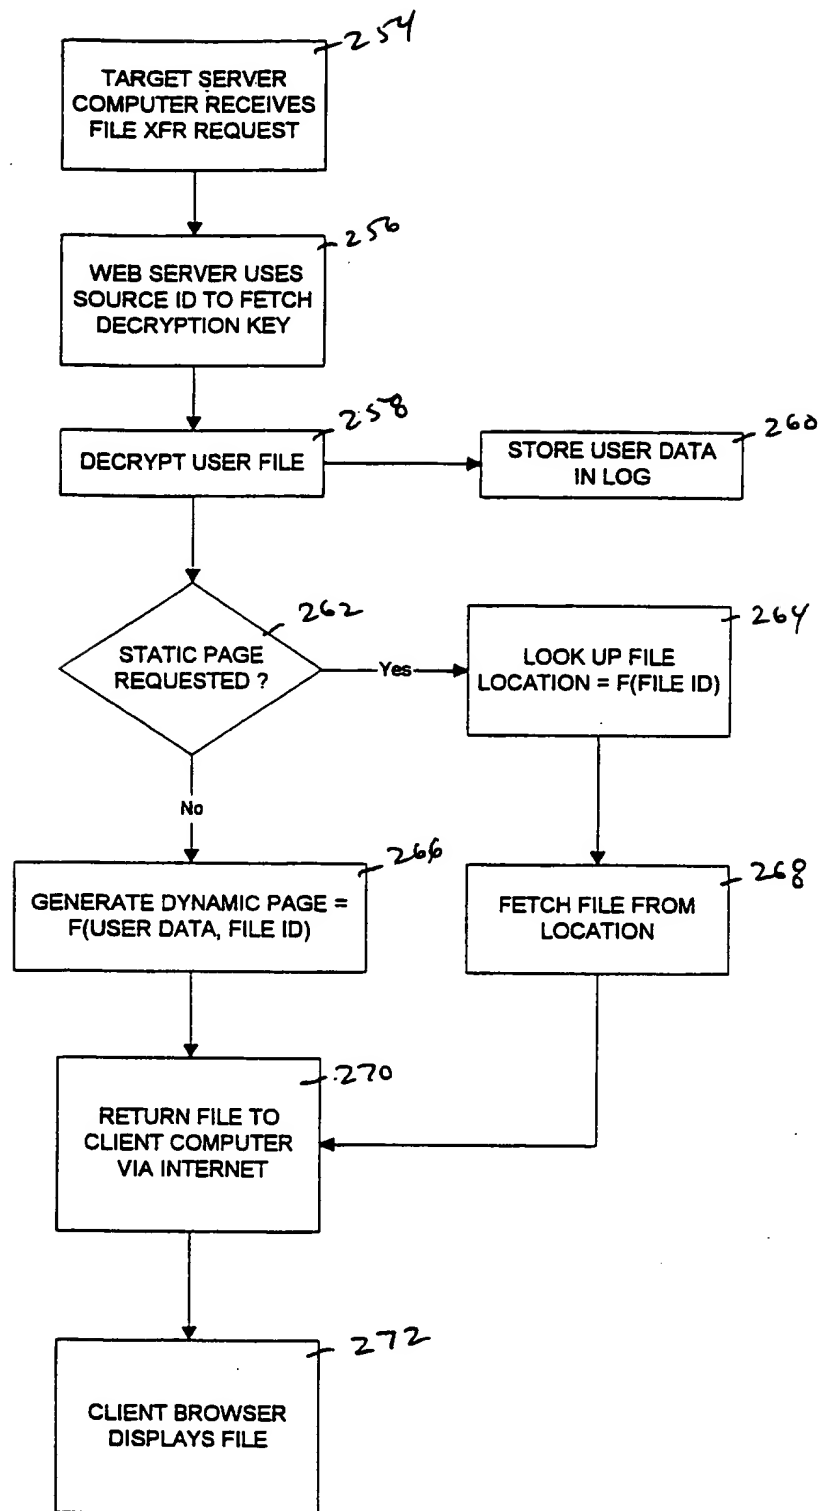 254
TARGET SERVER
COMPUTER RECEIVES
FILE XFR REQUEST
256
WEB SERVER USES
SOURCE ID TO FETCH
DECRYPTION KEY
258
DECRYPT USER FILE
260
STORE USER DATA
IN LOG
262
STATIC PAGE
REQUESTED ?
Yes
264
LOOK UP FILE
LOCATION = F(FILE ID)
No
266
GENERATE DYNAMIC PAGE =
F(USER DATA, FILE ID)
268
FETCH FILE FROM
LOCATION
270
RETURN FILE TO
CLIENT COMPUTER
VIA INTERNET
272
CLIENT BROWSER
DISPLAYS FILE